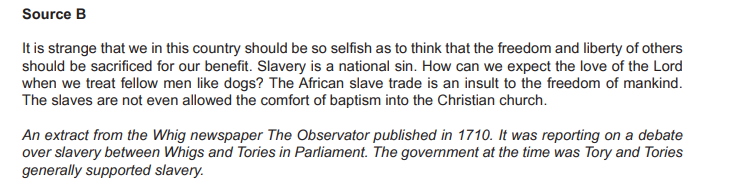 Source B
It is strange that we in this country should be so selfish as to think that the freedom and liberty of others
should be sacrificed for our benefit. Slavery is a national sin. How can we expect the love of the Lord
when we treat fellow men like dogs? The African slave trade is an insult to the freedom of mankind.
The slaves are not even allowed the comfort of baptism into the Christian church.
An extract from the Whig newspaper The Observator published in 1710. It was reporting on a debate
over slavery between Whigs and Tories in Parliament. The government at the time was Tory and Tories
generally supported slavery.